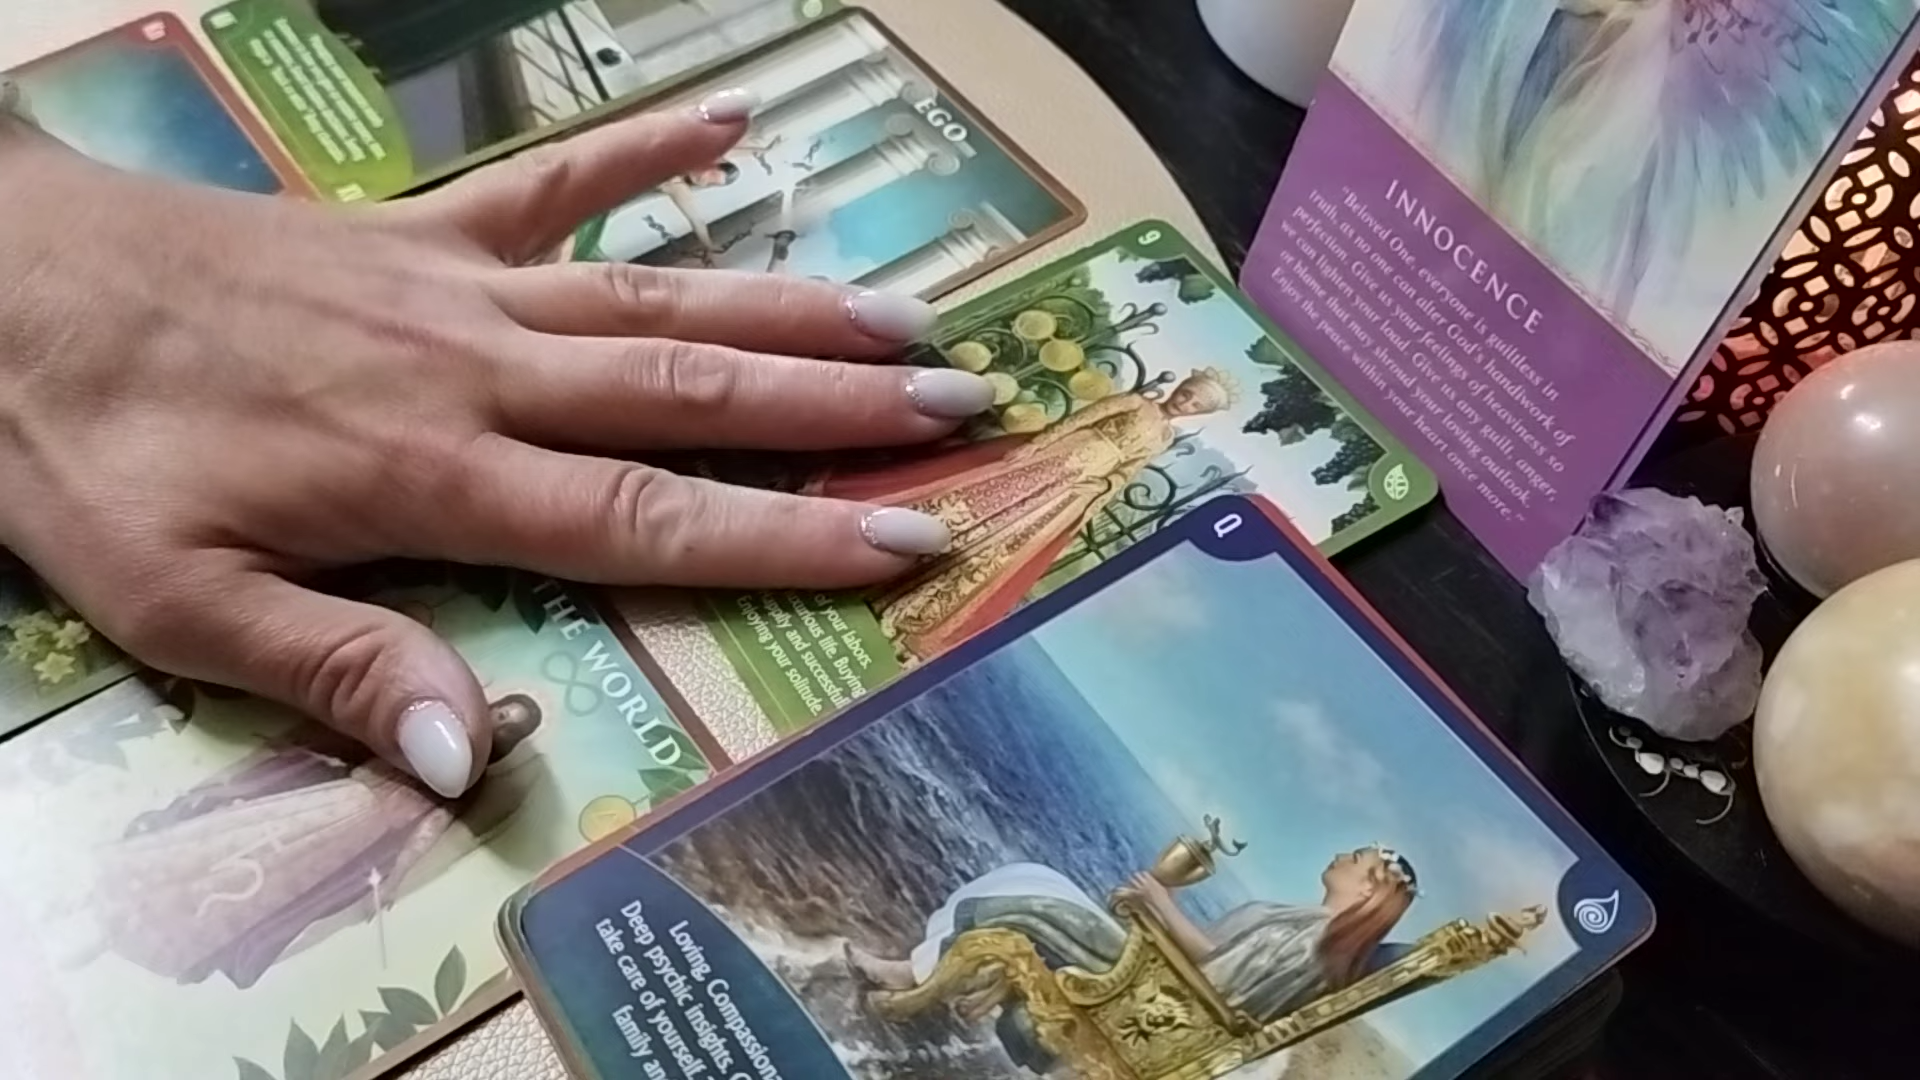 EGO
9
INNOCENCE
"Beloved One, everyone is guiltless in
truth, as no one can alter God's handiwork of
perfection. Give us your feelings of heaviness so
we can lighten your load. Give us any guilt, anger,
or blame that may shroud your loving outlook.
Enjoy the peace within your heart once more."
THE WORLD
of your labors.
luxurious life. Buying
happily and successful
Enjoying your solitude.
Q
Loving. Compassiona
Deep psychic insights.
take care of yourself
family an